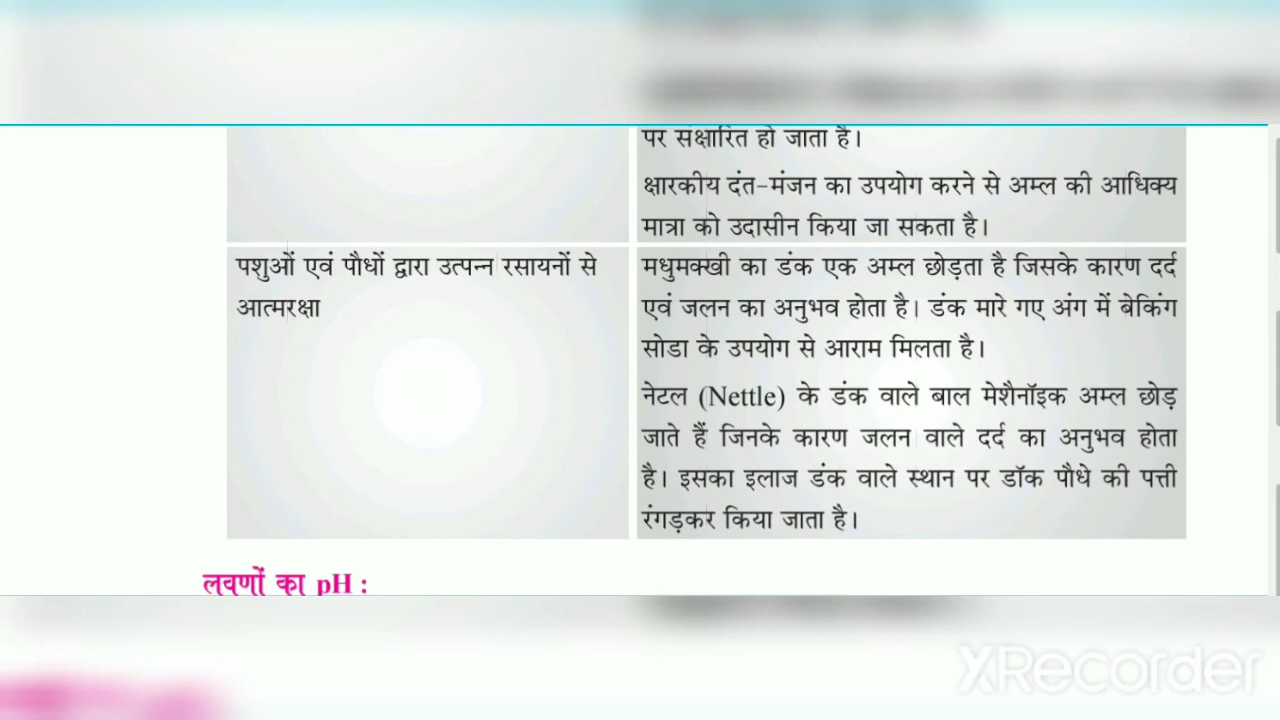 पर संक्षारित हो जाता है।
क्षारकीय दंत-मंजन का उपयोग करने से अम्ल की आधिक्य
मात्रा को उदासीन किया जा सकता है।
पशुओं एवं पौधों द्वारा उत्पन्न रसायनों से
आत्मरक्षा
मधुमक्खी का डंक एक अम्ल छोड़ता है जिसके कारण दर्द
एवं जलन का अनुभव होता है। डंक मारे गए अंग में बेकिंग
सोडा के उपयोग से आराम मिलता है।
नेटल (Nettle) के डंक वाले बाल मेशैनॉइक अम्ल छोड़
जाते हैं जिनके कारण जलन वाले दर्द का अनुभव होता
है। इसका इलाज डंक वाले स्थान पर डॉक पौधे की पत्ती
रंगड़कर किया जाता है।
लवणों का pH :
XRecorder